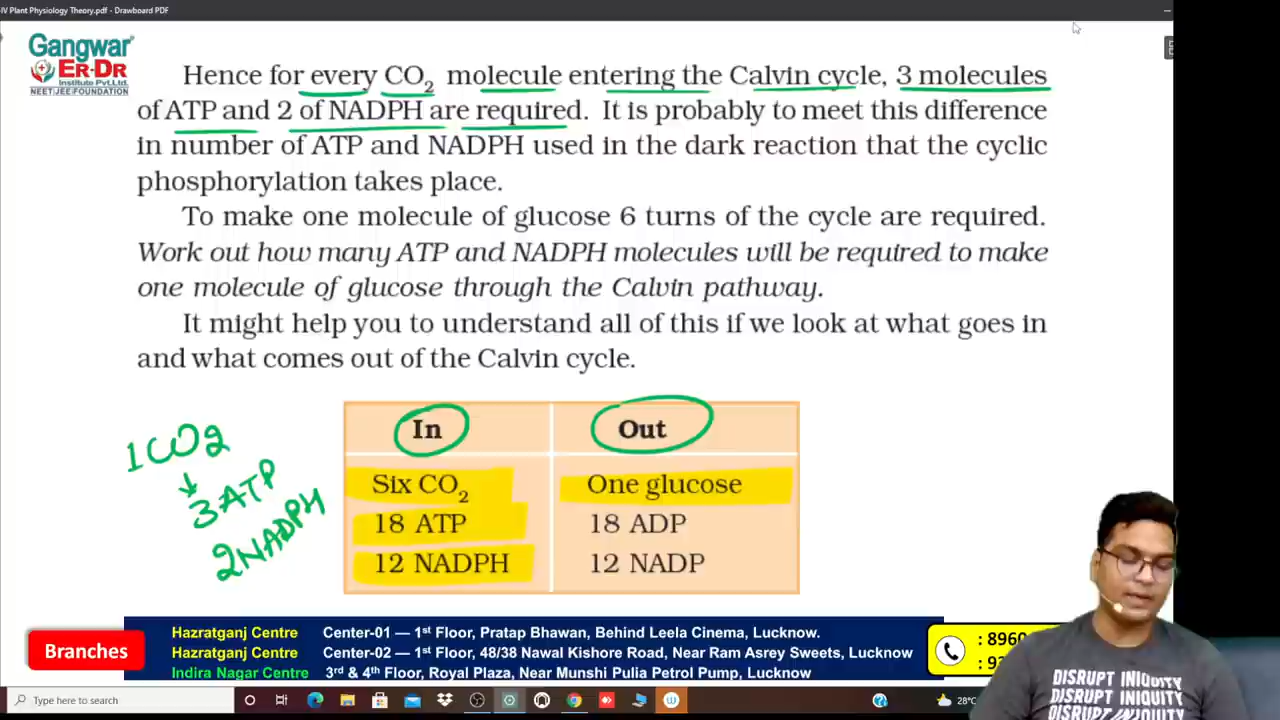 -IV Plant Physiology Theory.pdf - Drawboard PDF
Gangwar
ER-DR
Institute Pvt.Ltd.
NEET|JEE|FOUNDATION
Hence for every CO2 molecule entering the Calvin cycle, 3 molecules
of ATP and 2 of NADPH are required. It is probably to meet this difference
in number of ATP and NADPH used in the dark reaction that the cyclic
phosphorylation takes place.
To make one molecule of glucose 6 turns of the cycle are required.
Work out how many ATP and NADPH molecules will be required to make
one molecule of glucose through the Calvin pathway.
It might help you to understand all of this if we look at what goes in
and what comes out of the Calvin cycle.
1CO2
3ATP
2NADPH
In Out
Six CO2 One glucose
18 ATP 18 ADP
12 NADPH 12 NADP
Branches
Hazratganj Centre Center-01 — 1st Floor, Pratap Bhawan, Behind Leela Cinema, Lucknow.
Hazratganj Centre Center-02 — 1st Floor, 48/38 Nawal Kishore Road, Near Ram Asrey Sweets, Lucknow
Indira Nagar Centre 3rd & 4th Floor, Royal Plaza, Near Munshi Pulia Petrol Pump, Lucknow
: 8960
DISRUPT INIQUITY
DISRUPT INIQUITY
DISRUPT INIQUITY
Type here to search
28°C